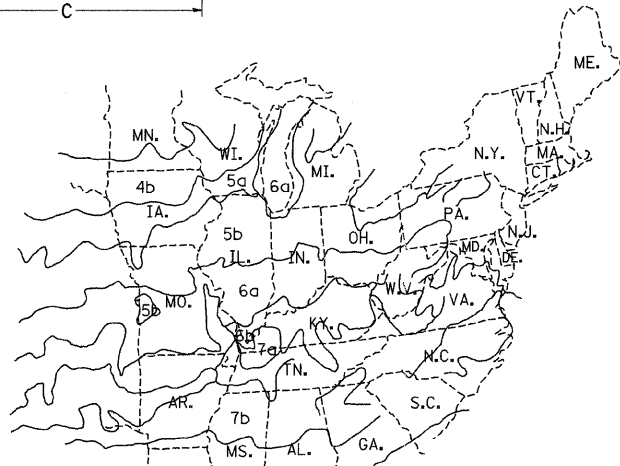 C
ME.
VT.
MN. N.H.
WI. N.Y. MA.
4b 5a 6a MI. CT.
IA. PA.
5b OH. N.J.
IL. IN. MD. DE.
6a W.V.
5b MO. VA.
KY.
6b 7a
TN. N.C.
AR. S.C.
7b
MS. AL. GA.